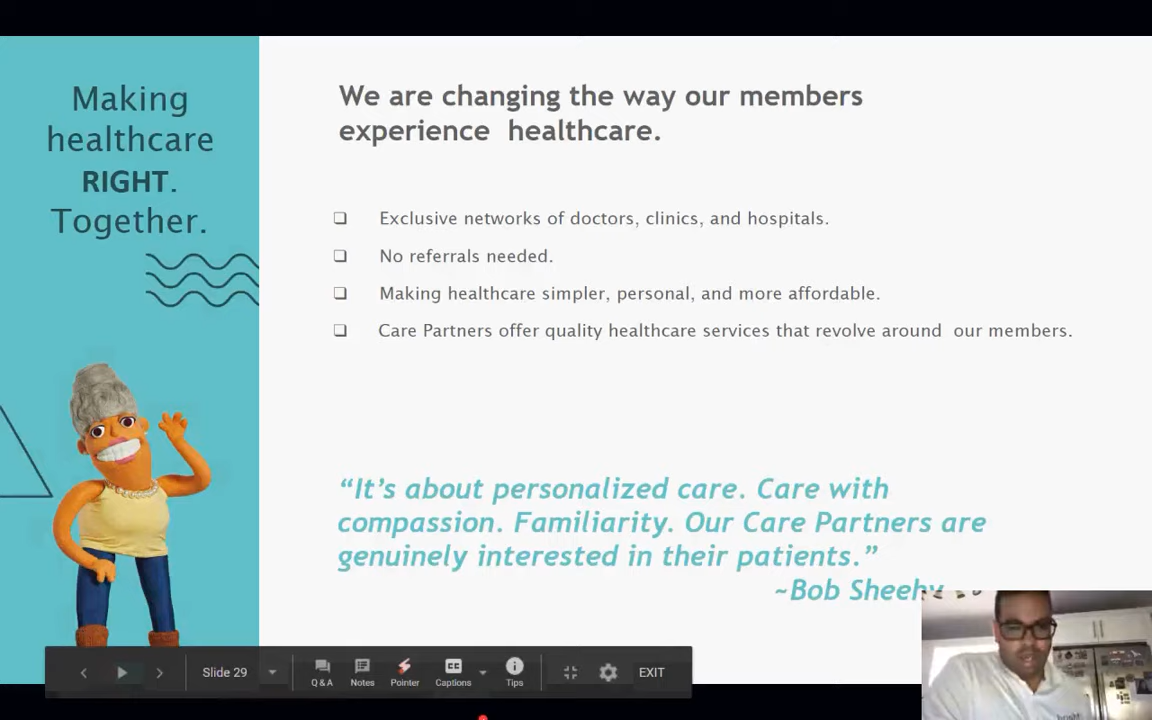 Making
healthcare
RIGHT.
Together.
We are changing the way our members
experience healthcare.
❏ Exclusive networks of doctors, clinics, and hospitals.
❏ No referrals needed.
❏ Making healthcare simpler, personal, and more affordable.
❏ Care Partners offer quality healthcare services that revolve around our members.
“It’s about personalized care. Care with
compassion. Familiarity. Our Care Partners are
genuinely interested in their patients.”
~Bob Sheehy
Slide 29
Q & A
Notes
Pointer
Captions
Tips
EXIT